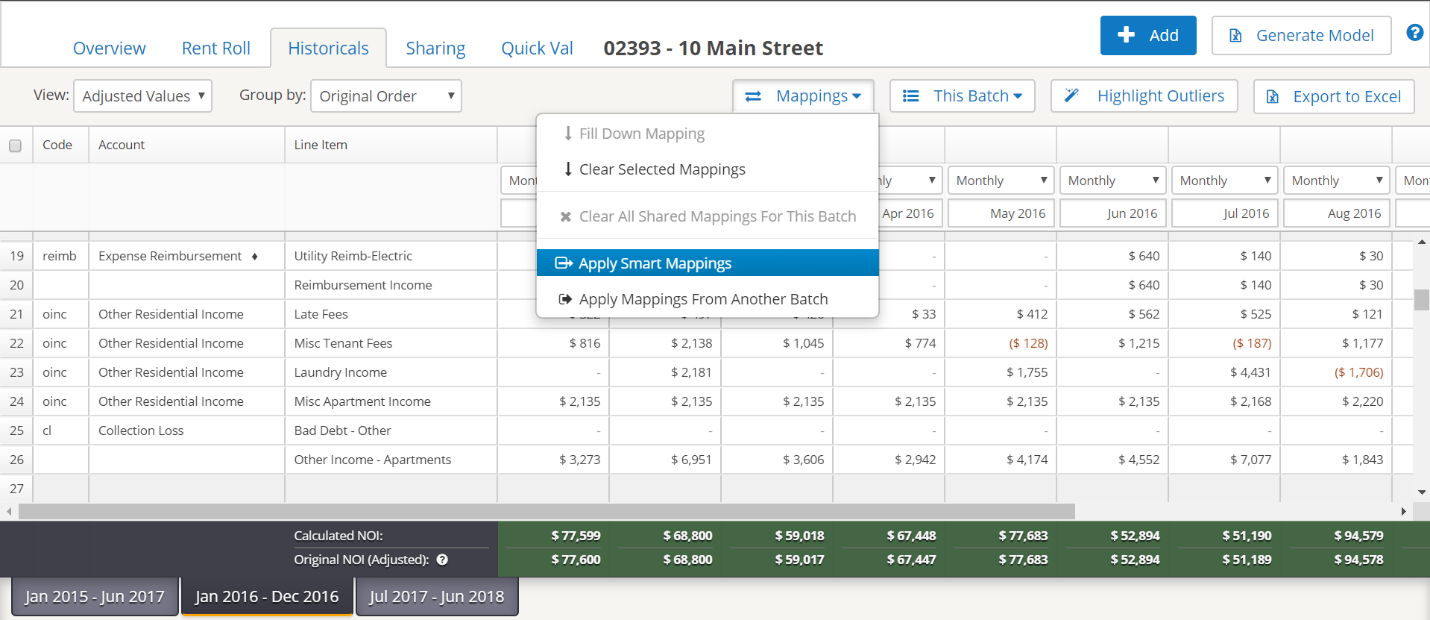 Overview Rent Roll Historicals Sharing Quick Val 02393 - 10 Main Street + Add Generate Model ?
View: Adjusted Values ▼ Group by: Original Order ▼ Mappings This Batch Highlight Outliers Export to Excel
Fill Down Mapping
Clear Selected Mappings
Clear All Shared Mappings For This Batch
Apply Smart Mappings
Apply Mappings From Another Batch
Code Account Line Item
Monthly Monthly Monthly Monthly
Apr 2016 May 2016 Jun 2016 Jul 2016 Aug 2016
19 reimb Expense Reimbursement ♦ Utility Reimb-Electric - - $ 640 $ 140 $ 30
20 Reimbursement Income - - $ 640 $ 140 $ 30
21 oinc Other Residential Income Late Fees $ 33 $ 412 $ 562 $ 525 $ 121
22 oinc Other Residential Income Misc Tenant Fees $ 816 $ 2,138 $ 1,045 $ 774 ($ 128) $ 1,215 ($ 187) $ 1,177
23 oinc Other Residential Income Laundry Income - $ 2,181 - - $ 1,755 - $ 4,431 ($ 1,706)
24 oinc Other Residential Income Misc Apartment Income $ 2,135 $ 2,135 $ 2,135 $ 2,135 $ 2,135 $ 2,135 $ 2,168 $ 2,220
25 cl Collection Loss Bad Debt - Other - - - - - - - -
26 Other Income - Apartments $ 3,273 $ 6,951 $ 3,606 $ 2,942 $ 4,174 $ 4,552 $ 7,077 $ 1,843
27
Calculated NOI: $ 77,599 $ 68,800 $ 59,018 $ 67,448 $ 77,683 $ 52,894 $ 51,190 $ 94,579
Original NOI (Adjusted): ? $ 77,600 $ 68,800 $ 59,017 $ 67,447 $ 77,683 $ 52,894 $ 51,189 $ 94,578
Jan 2015 - Jun 2017 Jan 2016 - Dec 2016 Jul 2017 - Jun 2018